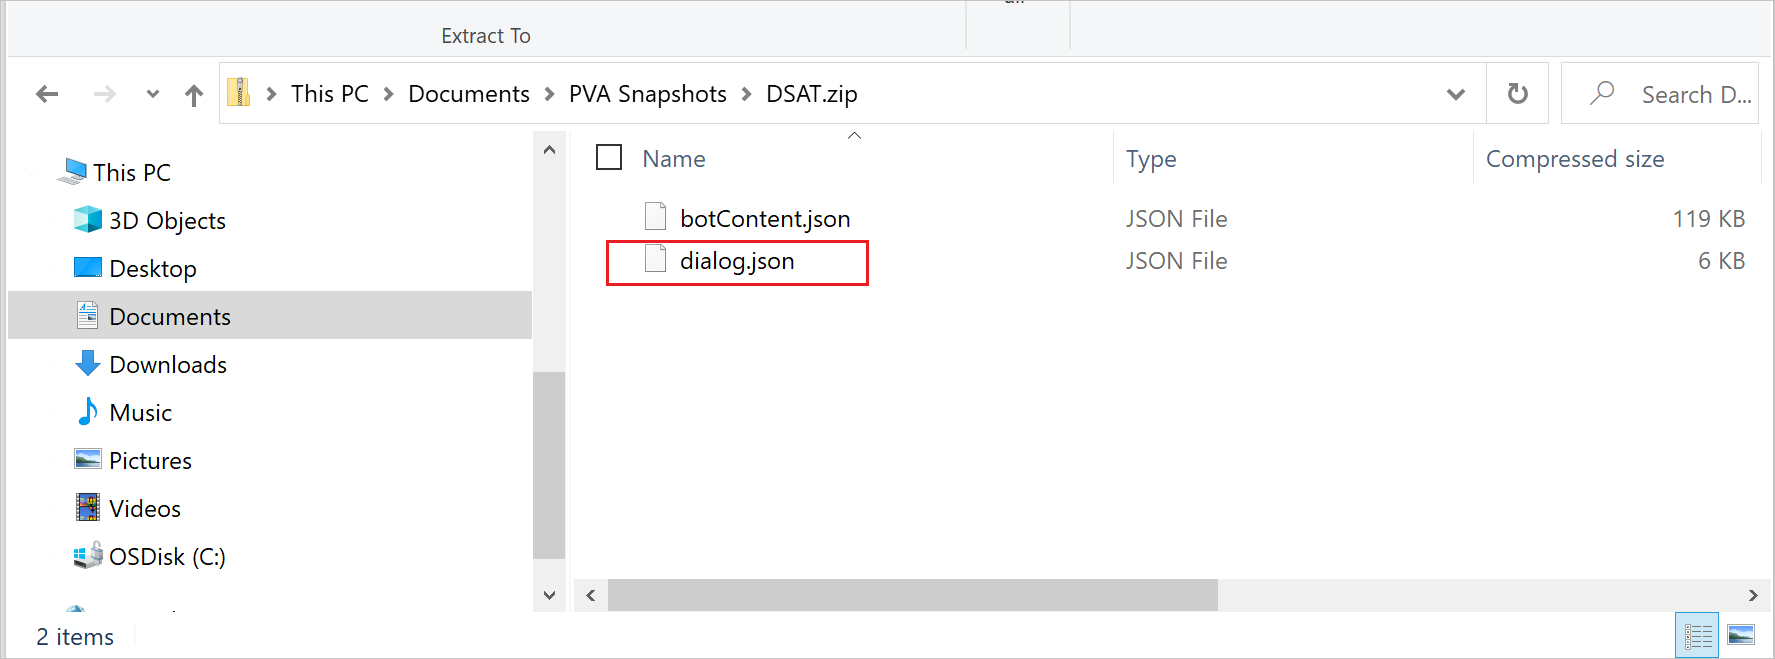 Extract To
This PC > Documents > PVA Snapshots > DSAT.zip
Search D...
This PC
3D Objects
Desktop
Documents
Downloads
Music
Pictures
Videos
OSDisk (C:)
Name Type Compressed size
botContent.json JSON File 119 KB
dialog.json JSON File 6 KB
2 items